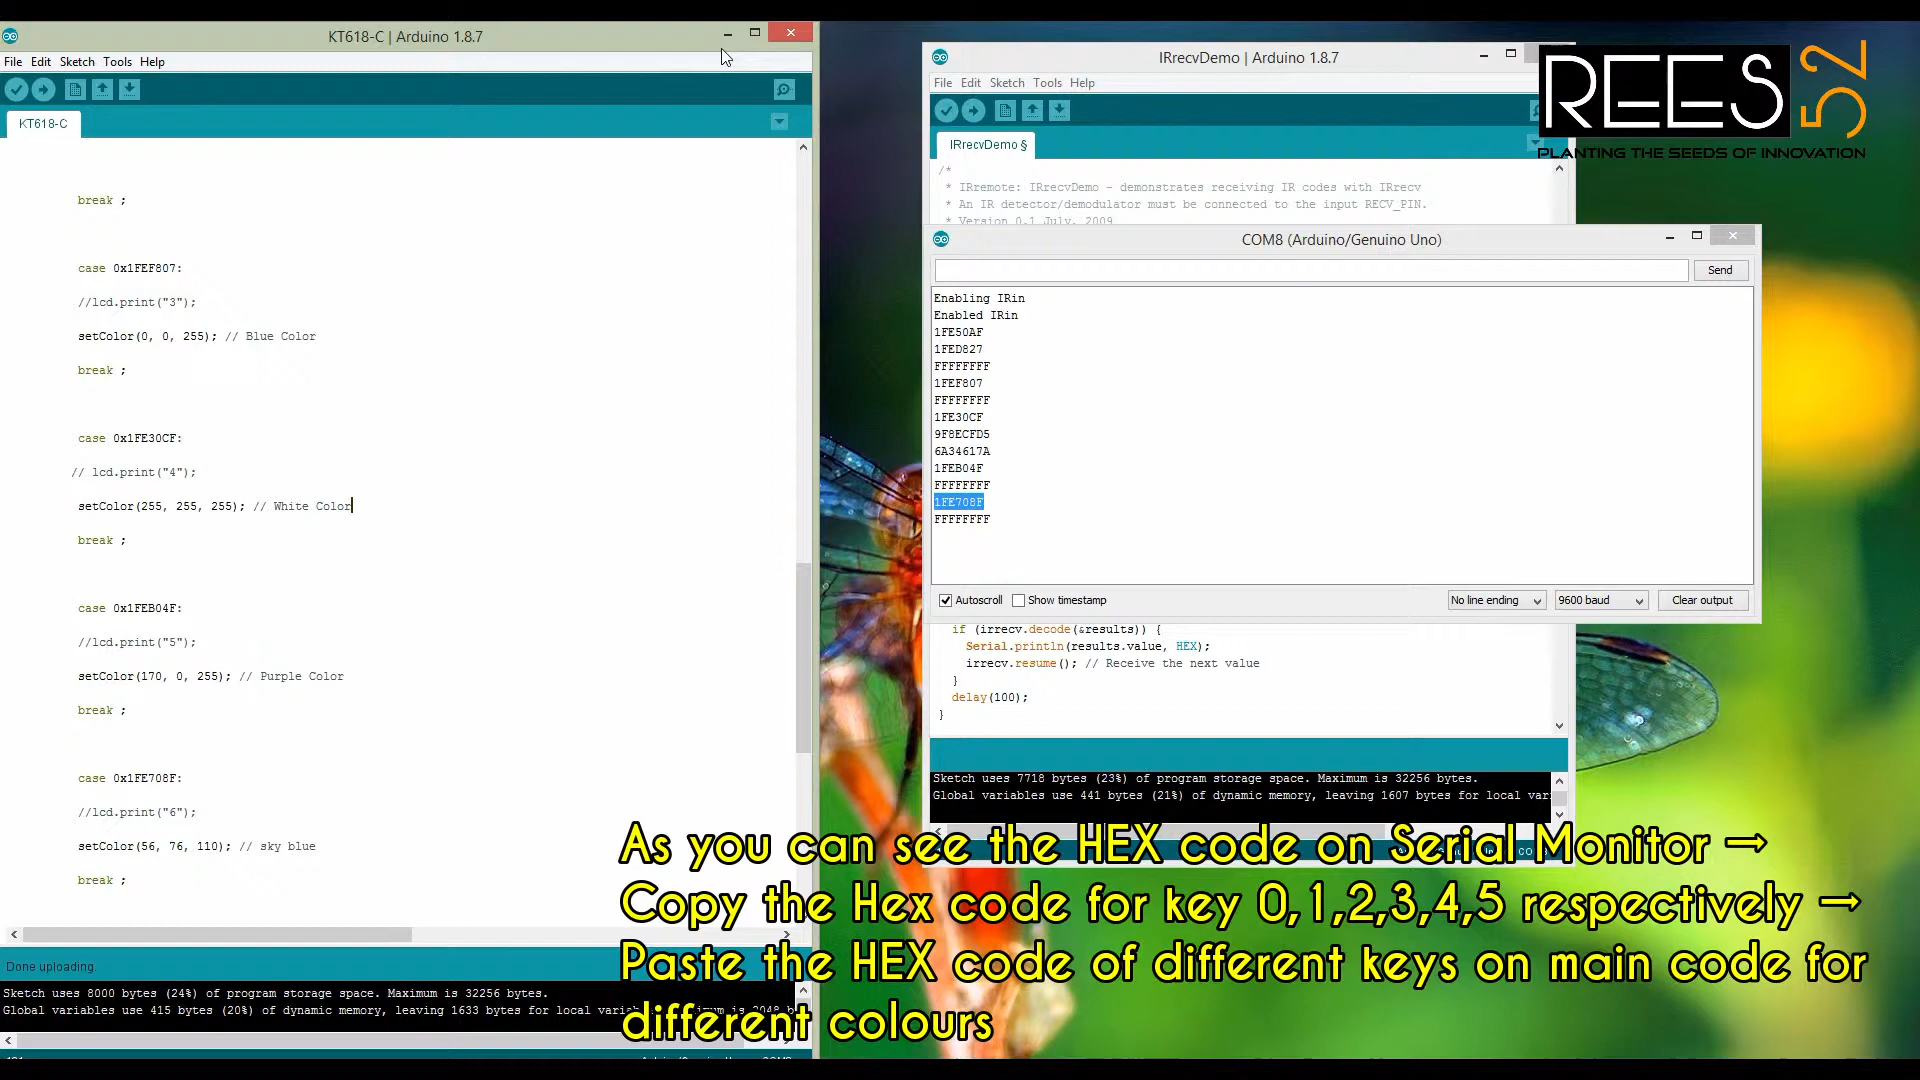 KT618-C | Arduino 1.8.7
File Edit Sketch Tools Help
KT618-C
break ;
case 0x1FEF807:
//lcd.print("3");
setColor(0, 0, 255); // Blue Color
break ;
case 0x1FE30CF:
// lcd.print("4");
setColor(255, 255, 255); // White Color
break ;
case 0x1FEB04F:
//lcd.print("5");
setColor(170, 0, 255); // Purple Color
break ;
case 0x1FE708F:
//lcd.print("6");
setColor(56, 76, 110); // sky blue
break ;
Done uploading.
Sketch uses 8000 bytes (24%) of program storage space. Maximum is 32256 bytes.
Global variables use 415 bytes (20%) of dynamic memory, leaving 1633 bytes for local
IRrecvDemo | Arduino 1.8.7
File Edit Sketch Tools Help
IRrecvDemo §
/*
* IRremote: IRrecvDemo - demonstrates receiving IR codes with IRrecv
* An IR detector/demodulator must be connected to the input RECV_PIN.
* Version 0.1 July, 2009
COM8 (Arduino/Genuino Uno)
Send
Enabling IRin
Enabled IRin
1FE50AF
1FED827
FFFFFFFF
1FEF807
FFFFFFFF
1FE30CF
9F8ECFD5
6A34617A
1FEB04F
FFFFFFFF
1FE708F
FFFFFFFF
Autoscroll Show timestamp No line ending 9600 baud Clear output
if (irrecv.decode(&results)) {
Serial.println(results.value, HEX);
irrecv.resume(); // Receive the next value
}
delay(100);
}
Sketch uses 7718 bytes (23%) of program storage space. Maximum is 32256 bytes.
Global variables use 441 bytes (21%) of dynamic memory, leaving 1607 bytes for local var
REES 52
PLANTING THE SEEDS OF INNOVATION
As you can see the HEX code on Serial Monitor →
Copy the Hex code for key 0,1,2,3,4,5 respectively →
Paste the HEX code of different keys on main code for
different colours